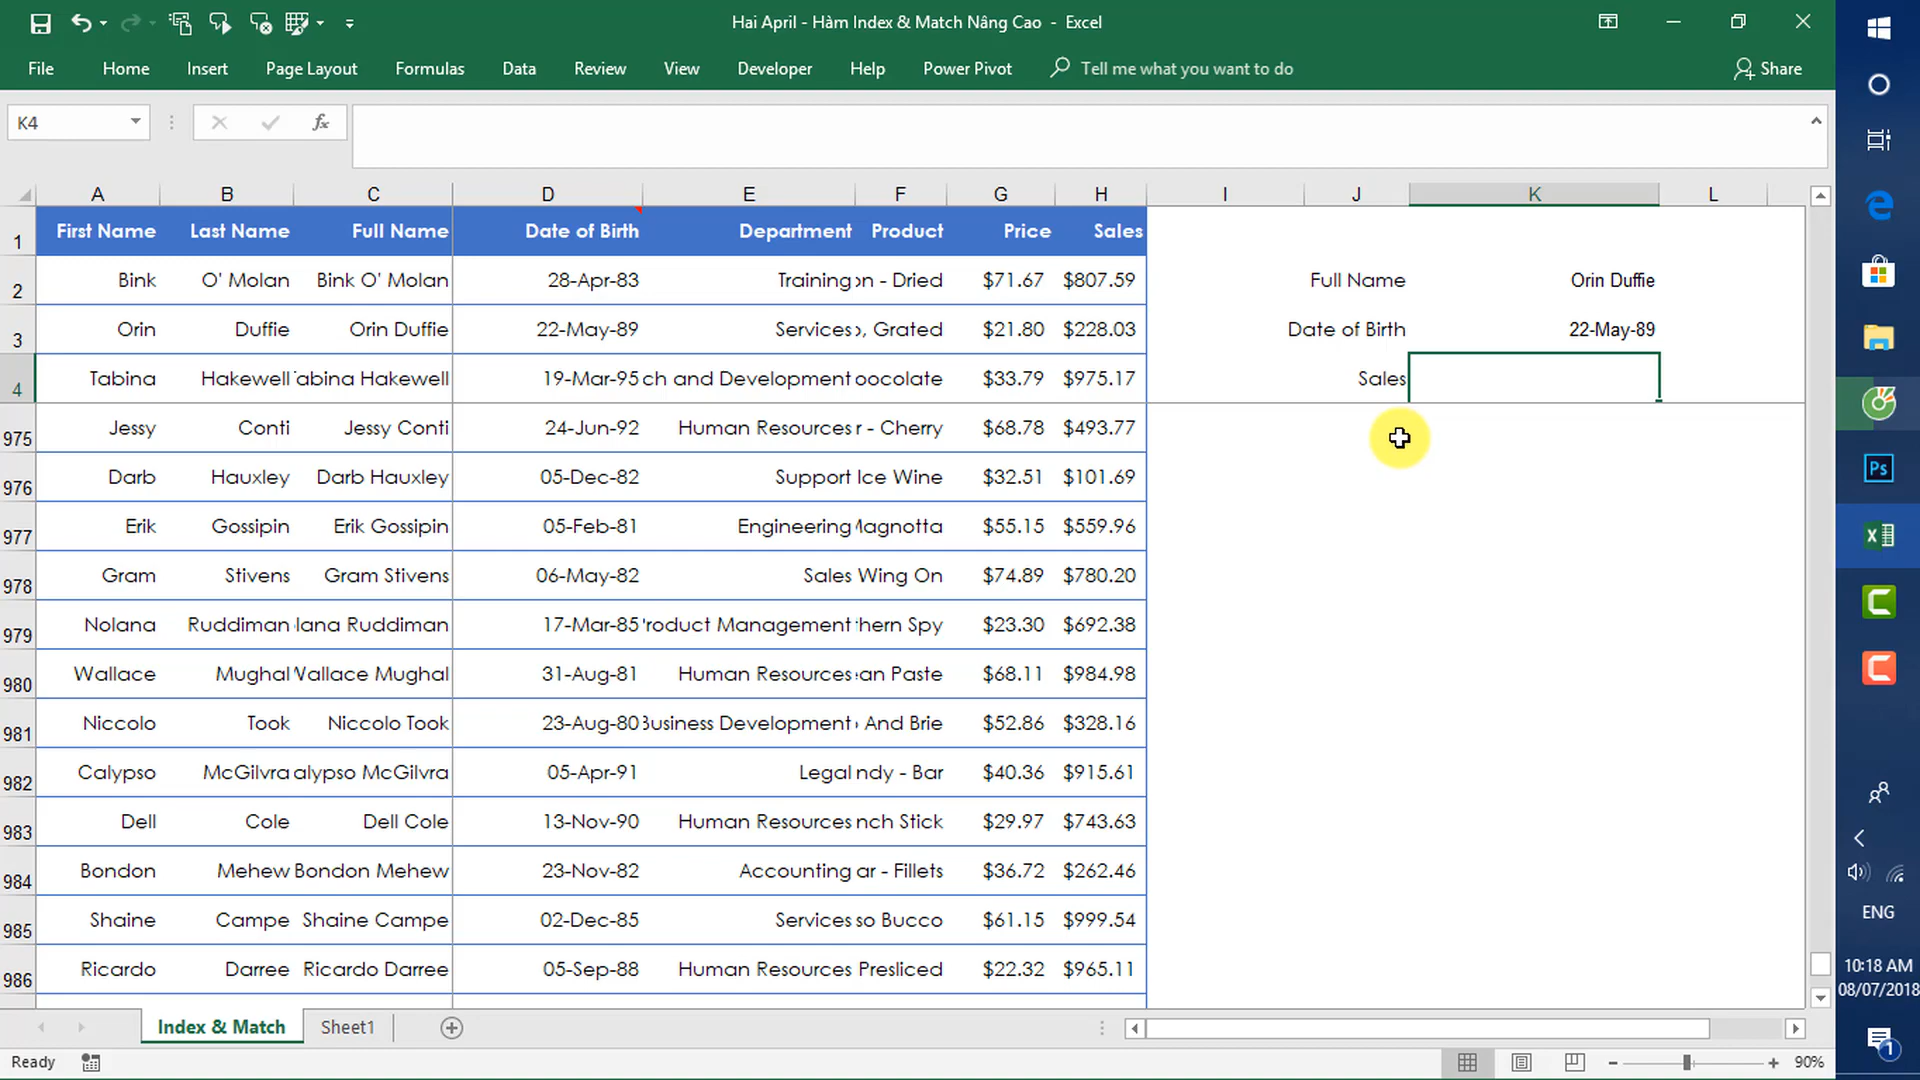 Hai April - Hàm Index & Match Nâng Cao - Excel
File Home Insert Page Layout Formulas Data Review View Developer Help Power Pivot Tell me what you want to do Share
K4 fx
A B C D E F G H I J K L
1 First Name Last Name Full Name Date of Birth Department Product Price Sales
2 Bink O' Molan Bink O' Molan 28-Apr-83 Training on - Dried $71.67 $807.59 Full Name Orin Duffie
3 Orin Duffie Orin Duffie 22-May-89 Services , Grated $21.80 $228.03 Date of Birth 22-May-89
4 Tabina Hakewell abina Hakewell 19-Mar-95 ch and Development ocolate $33.79 $975.17 Sales
975 Jessy Conti Jessy Conti 24-Jun-92 Human Resources r - Cherry $68.78 $493.77
976 Darb Hauxley Darb Hauxley 05-Dec-82 Support Ice Wine $32.51 $101.69
977 Erik Gossipin Erik Gossipin 05-Feb-81 Engineering Magnotta $55.15 $559.96
978 Gram Stivens Gram Stivens 06-May-82 Sales Wing On $74.89 $780.20
979 Nolana Ruddiman lana Ruddiman 17-Mar-85 Product Management hern Spy $23.30 $692.38
980 Wallace Mughal Wallace Mughal 31-Aug-81 Human Resources an Paste $68.11 $984.98
981 Niccolo Took Niccolo Took 23-Aug-80 Business Development And Brie $52.86 $328.16
982 Calypso McGilvra alypso McGilvra 05-Apr-91 Legal ndy - Bar $40.36 $915.61
983 Dell Cole Dell Cole 13-Nov-90 Human Resources nch Stick $29.97 $743.63
984 Bondon Mehew Bondon Mehew 23-Nov-82 Accounting ar - Fillets $36.72 $262.46
985 Shaine Campe Shaine Campe 02-Dec-85 Services so Bucco $61.15 $999.54
986 Ricardo Darree Ricardo Darree 05-Sep-88 Human Resources Presliced $22.32 $965.11
Index & Match Sheet1
Ready 90%
Ps
ENG
10:18 AM
08/07/2018
1